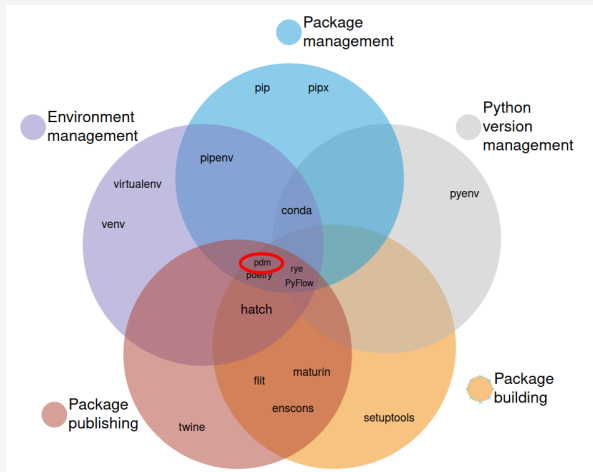 Package
management
pip
pipx
Environment
management
Python
version
management
pipenv
virtualenv
pyenv
conda
venv
pdm
rye
poetry
PyFlow
hatch
maturin
flit
Package
building
enscons
Package
publishing
setuptools
twine